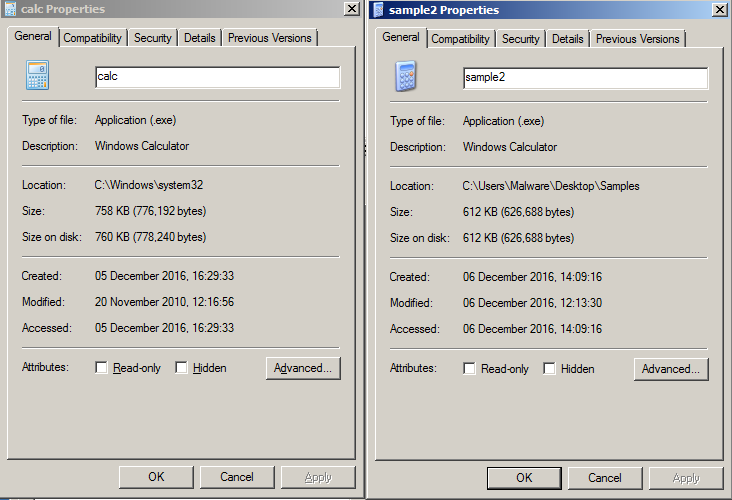 calc Properties
General Compatibility Security Details Previous Versions
calc
Type of file: Application (.exe)
Description: Windows Calculator
Location: C:\Windows\system32
Size: 758 KB (776,192 bytes)
Size on disk: 760 KB (778,240 bytes)
Created: 05 December 2016, 16:29:33
Modified: 20 November 2010, 12:16:56
Accessed: 05 December 2016, 16:29:33
Attributes: Read-only Hidden Advanced...
OK Cancel Apply
sample2 Properties
General Compatibility Security Details Previous Versions
sample2
Type of file: Application (.exe)
Description: Windows Calculator
Location: C:\Users\Malware\Desktop\Samples
Size: 612 KB (626,688 bytes)
Size on disk: 612 KB (626,688 bytes)
Created: 06 December 2016, 14:09:16
Modified: 06 December 2016, 12:13:30
Accessed: 06 December 2016, 14:09:16
Attributes: Read-only Hidden Advanced...
OK Cancel Apply